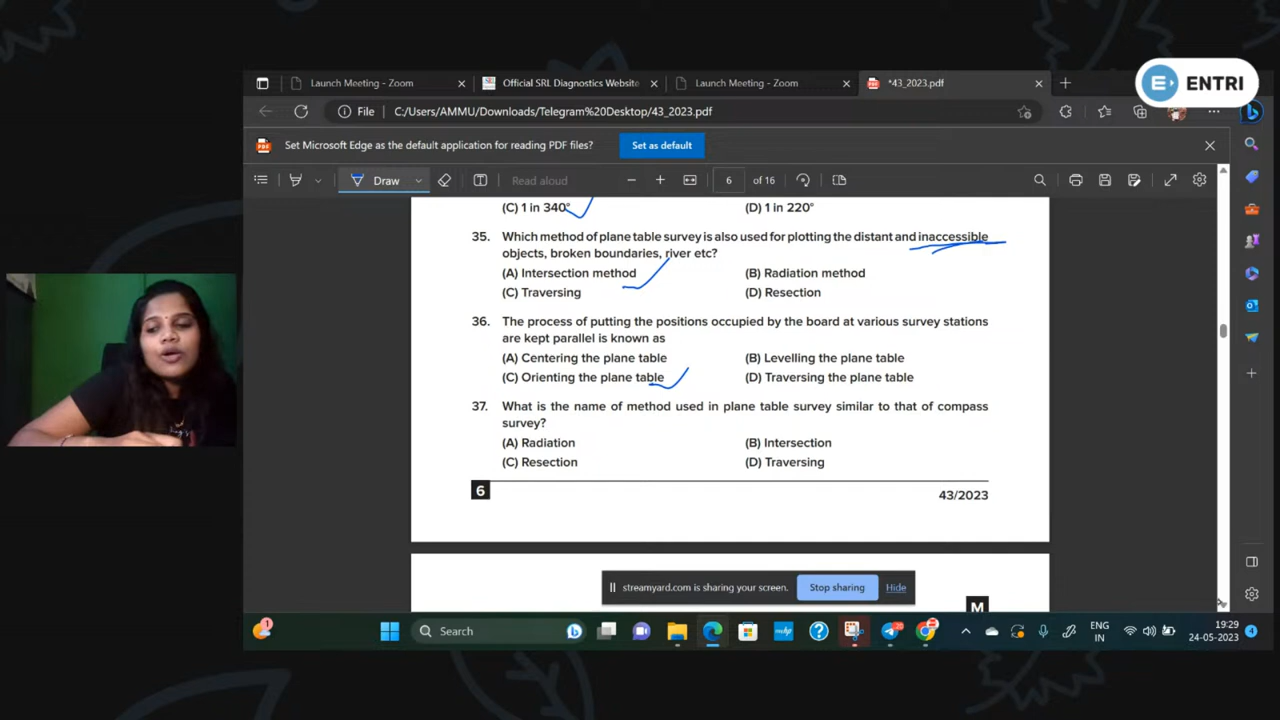 ENTRI
Launch Meeting - Zoom
Official SRL Diagnostics Website
Launch Meeting - Zoom
*43_2023.pdf
File
C:/Users/AMMU/Downloads/Telegram%20Desktop/43_2023.pdf
Set Microsoft Edge as the default application for reading PDF files?
Set as default
Draw
Read aloud
6
of 16
(C) 1 in 340°
(D) 1 in 220°
35. Which method of plane table survey is also used for plotting the distant and inaccessible
objects, broken boundaries, river etc?
(A) Intersection method
(B) Radiation method
(C) Traversing
(D) Resection
36. The process of putting the positions occupied by the board at various survey stations
are kept parallel is known as
(A) Centering the plane table
(B) Levelling the plane table
(C) Orienting the plane table
(D) Traversing the plane table
37. What is the name of method used in plane table survey similar to that of compass
survey?
(A) Radiation
(B) Intersection
(C) Resection
(D) Traversing
6
43/2023
M
streamyard.com is sharing your screen.
Stop sharing
Hide
1
Search
ENG
IN
19:29
24-05-2023
4